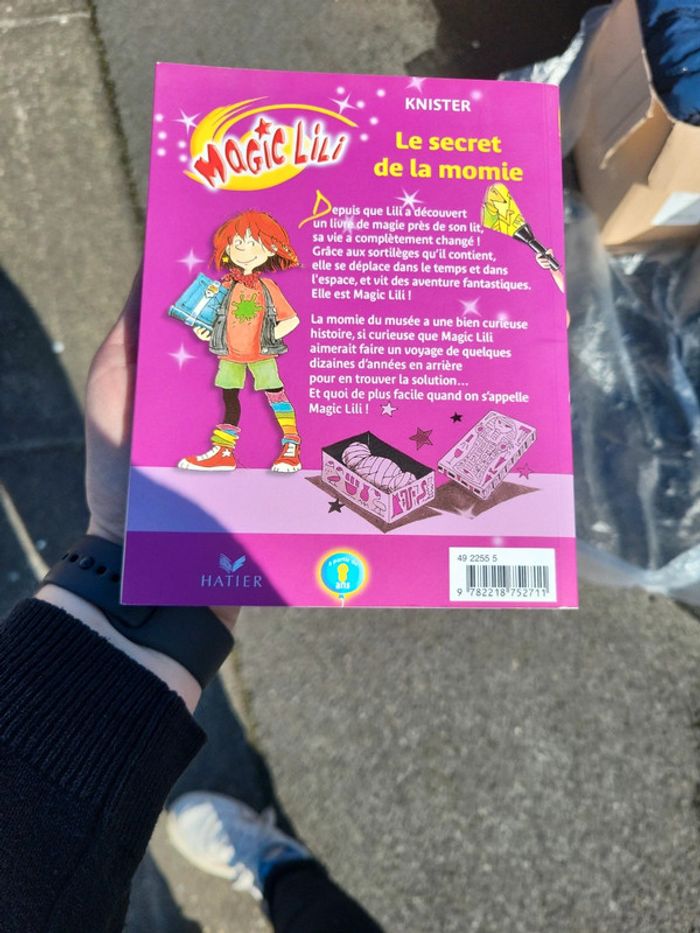 KNISTER
MAGIC LILI
Le secret
de la momie
Depuis que Lili a découvert
un livre de magie près de son lit,
sa vie a complètement changé !
Grâce aux sortilèges qu'il contient,
elle se déplace dans le temps et dans
l'espace, et vit des aventure fantastiques.
Elle est Magic Lili !
La momie du musée a une bien curieuse
histoire, si curieuse que Magic Lili
aimerait faire un voyage de quelques
dizaines d'années en arrière
pour en trouver la solution...
Et quoi de plus facile quand on s'appelle
Magic Lili !
HATIER
à partir de
8
ans
49 2255 5
9 782218 752711